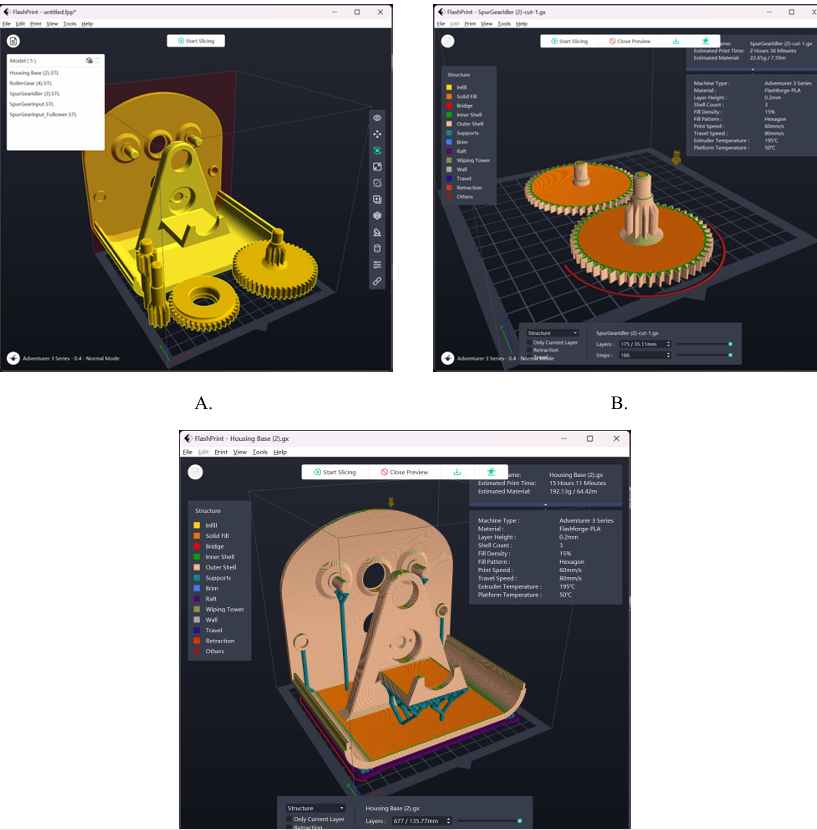 FlashPrint - untitled.fpp*
File Edit Print View Tools Help
Start Slicing
Model ( 5 )
Housing Base (2).STL
RollerGear (4).STL
SpurGearIdler (2).STL
SpurGearInput.STL
SpurGearInput_Follower.STL
Adventurer 3 Series - 0.4 - Normal Mode
A.
FlashPrint - SpurGearIdler (2)-cut-1.gx
File Edit Print View Tools Help
Start Slicing Close Preview
SpurGearIdler (2)-cut-1.gx
Estimated Print Time: 2 Hours 36 Minutes
Estimated Material: 22.65g / 7.59m
Structure
Infill
Solid Fill
Bridge
Inner Shell
Outer Shell
Supports
Brim
Raft
Wiping Tower
Wall
Travel
Retraction
Others
Machine Type : Adventurer 3 Series
Material : Flashforge-PLA
Layer Height : 0.2mm
Shell Count : 3
Fill Density : 15%
Fill Pattern : Hexagon
Print Speed : 60mm/s
Travel Speed : 80mm/s
Extruder Temperature : 195℃
Platform Temperature : 50℃
Structure
Only Current Layer
Retraction
SpurGearIdler (2)-cut-1.gx
Layers : 175 / 35.11mm
Steps : 166
Adventurer 3 Series - 0.4 - Normal Mode
B.
FlashPrint - Housing Base (2).gx
File Edit Print View Tools Help
Start Slicing Close Preview
Housing Base (2).gx
Estimated Print Time: 15 Hours 11 Minutes
Estimated Material: 192.13g / 64.42m
Structure
Infill
Solid Fill
Bridge
Inner Shell
Outer Shell
Supports
Brim
Raft
Wiping Tower
Wall
Travel
Retraction
Others
Machine Type : Adventurer 3 Series
Material : Flashforge-PLA
Layer Height : 0.2mm
Shell Count : 3
Fill Density : 15%
Fill Pattern : Hexagon
Print Speed : 60mm/s
Travel Speed : 80mm/s
Extruder Temperature : 195℃
Platform Temperature : 50℃
Structure
Only Current Layer
Retraction
Housing Base (2).gx
Layers : 677 / 135.77mm